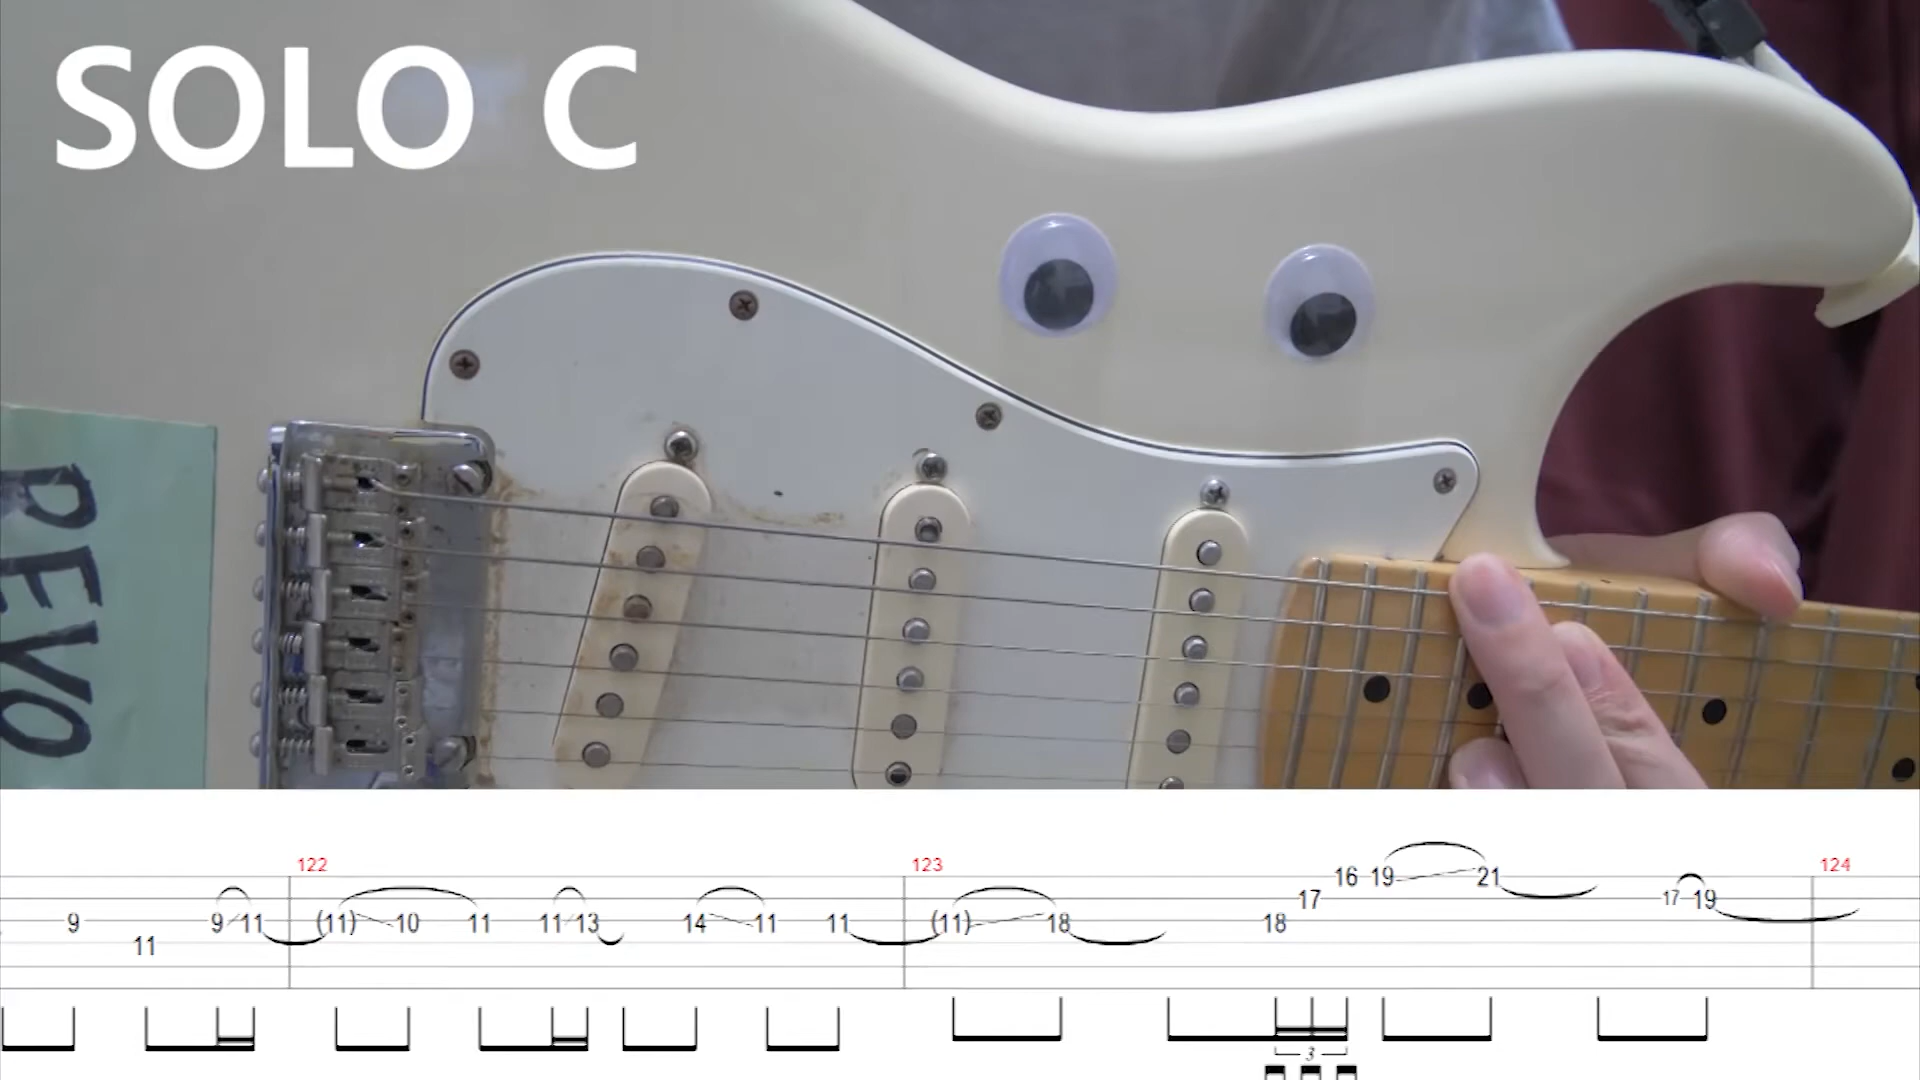 SOLO C
REVO
122 123 124
16 19 21
17 17 19
9 9 11 (11) 10 11 11 13 14 11 11 (11) 18 18
11
3